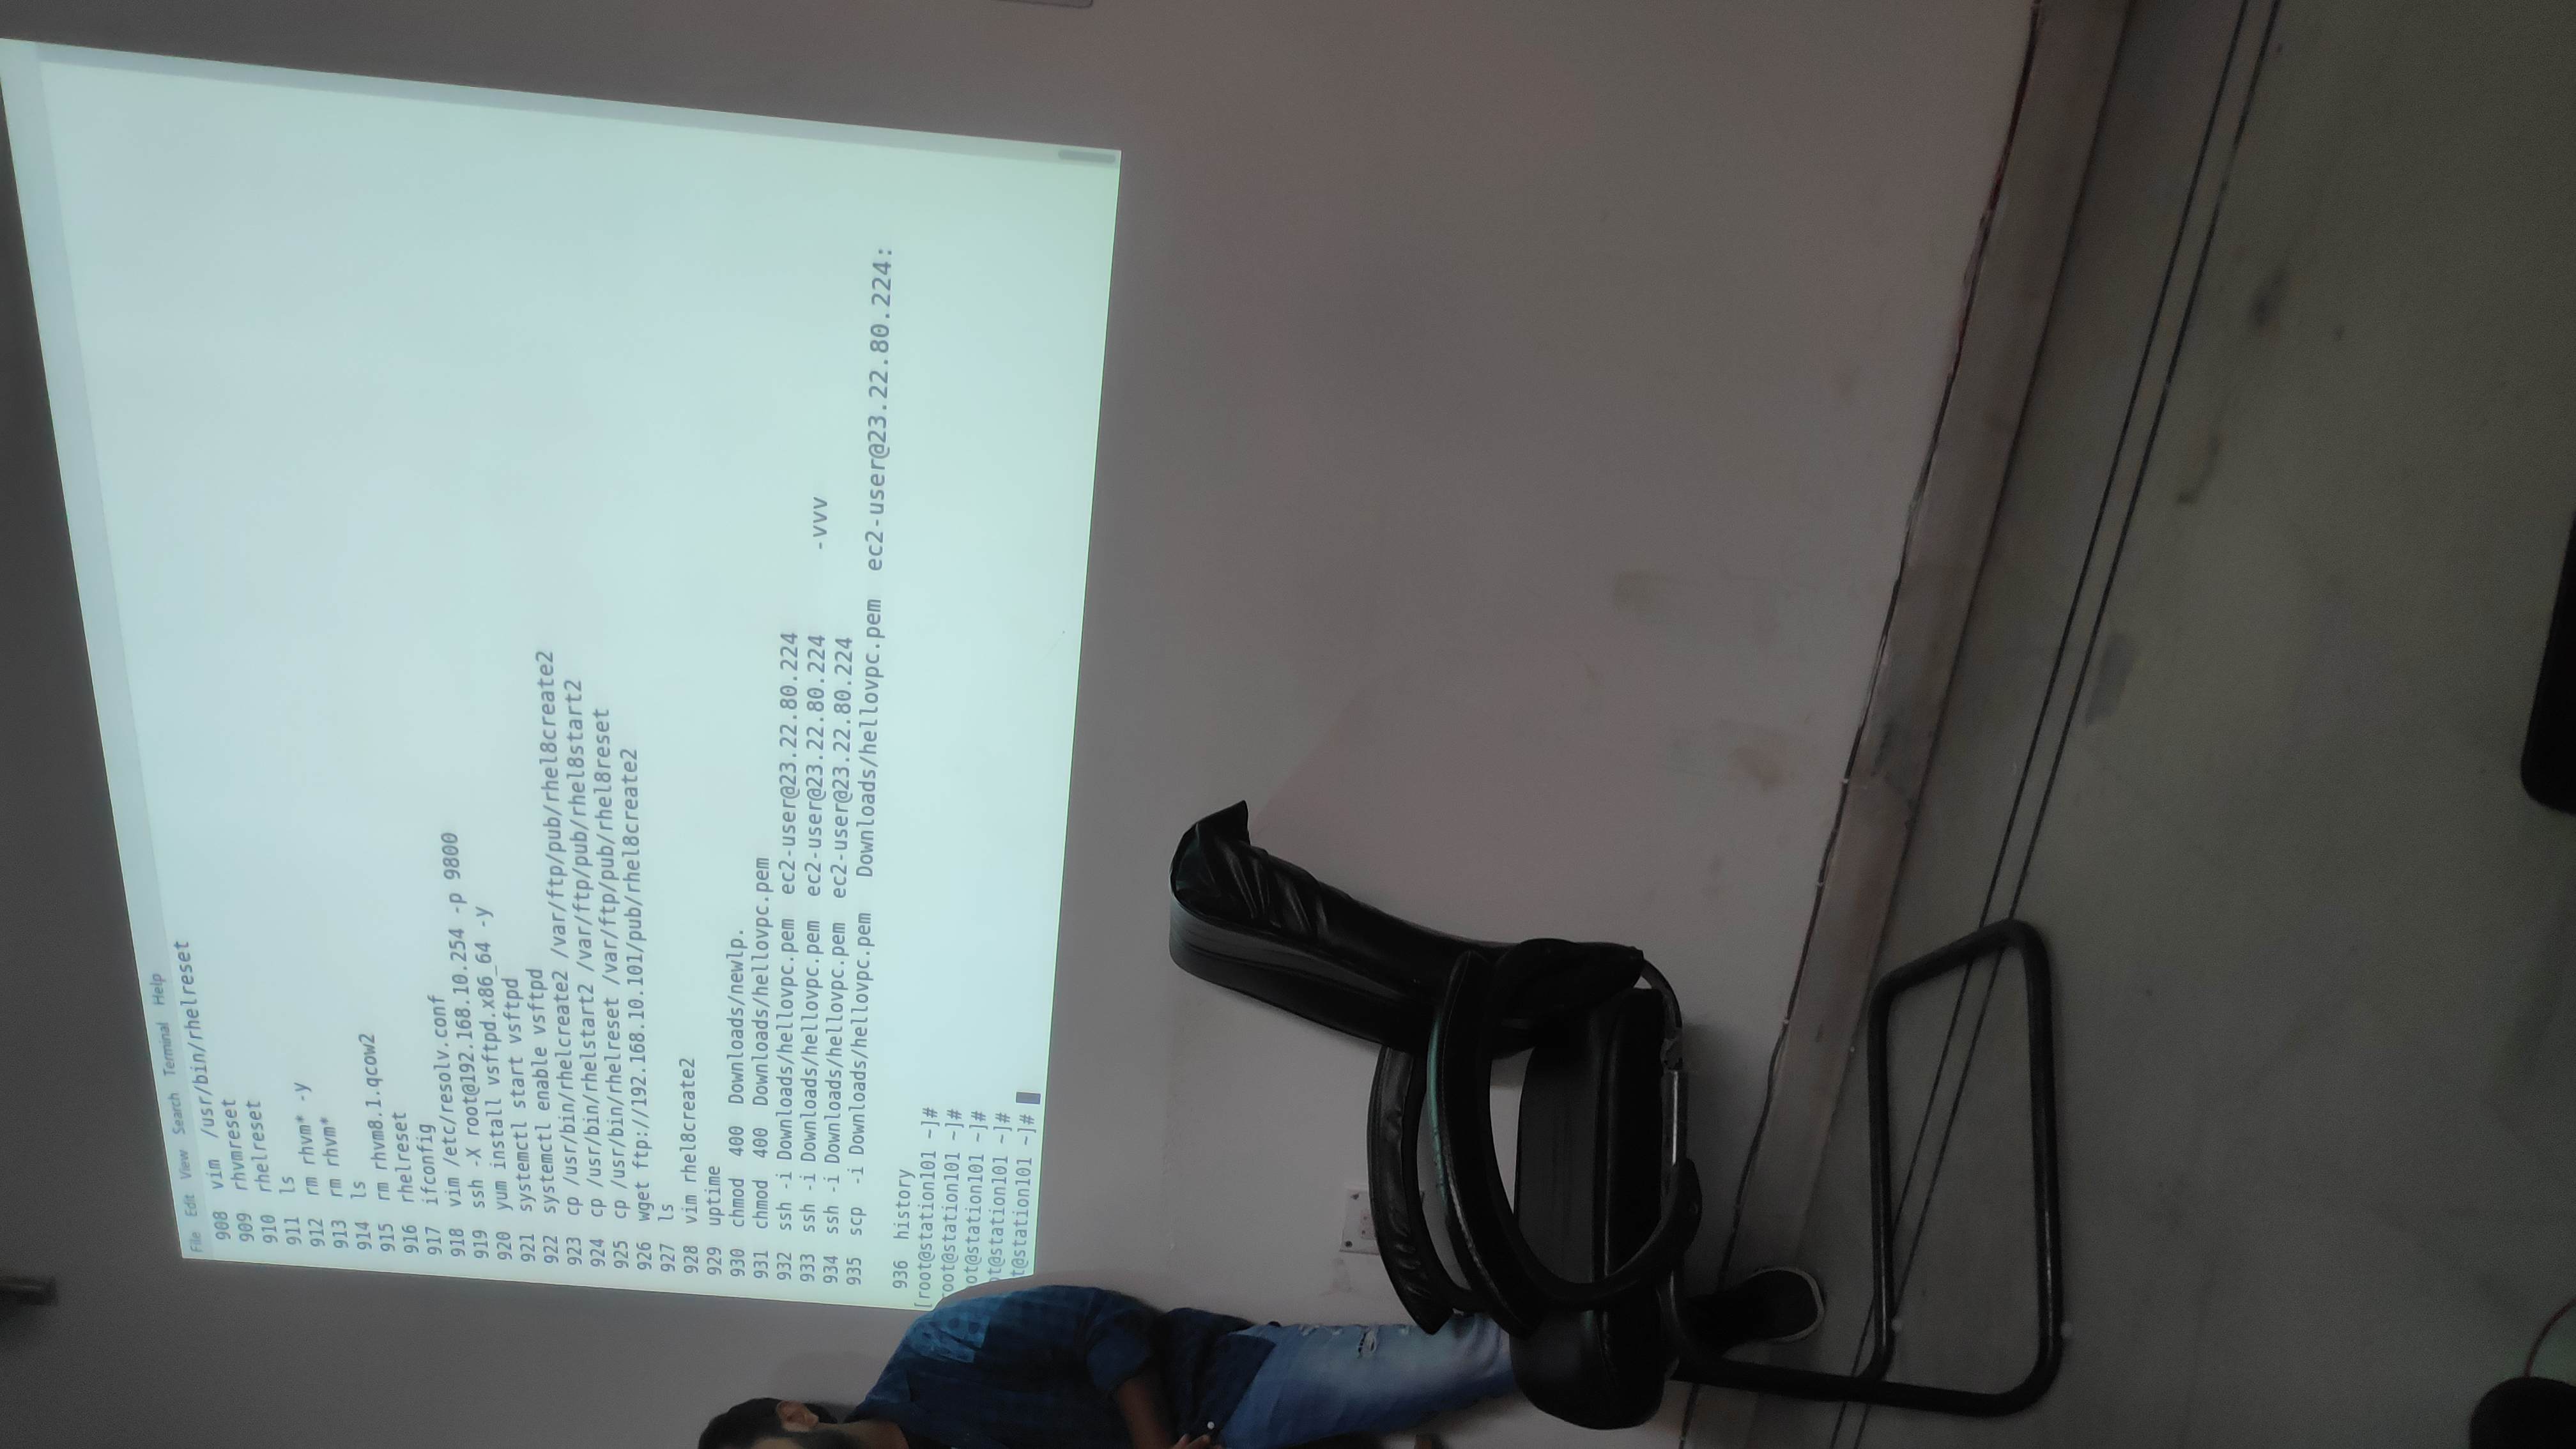 File Edit View Search Terminal Help
908 vim /usr/bin/rhelreset
909 rhvmreset
910 rhelreset
911 ls
912 rm rhvm* -y
913 rm rhvm*
914 ls
915 rm rhvm8.1.qcow2
916 rhelreset
917 ifconfig
918 vim /etc/resolv.conf
919 ssh -X root@192.168.10.254 -p 9800
920 yum install vsftpd.x86_64 -y
921 systemctl start vsftpd
922 systemctl enable vsftpd
923 cp /usr/bin/rhelcreate2 /var/ftp/pub/rhel8create2
924 cp /usr/bin/rhelstart2 /var/ftp/pub/rhel8start2
925 cp /usr/bin/rhelreset /var/ftp/pub/rhel8reset
926 wget ftp://192.168.10.101/pub/rhel8create2
927 ls
928 vim rhel8create2
929 uptime
930 chmod 400 Downloads/newlp.
931 chmod 400 Downloads/hellovpc.pem
932 ssh -i Downloads/hellovpc.pem ec2-user@23.22.80.224
933 ssh -i Downloads/hellovpc.pem ec2-user@23.22.80.224 -vvv
934 ssh -i Downloads/hellovpc.pem ec2-user@23.22.80.224
935 scp -i Downloads/hellovpc.pem Downloads/hellovpc.pem ec2-user@23.22.80.224:
936 history
[root@station101 ~]#
root@station101 ~]#
ot@station101 ~]#
ot@station101 ~]#
t@station101 ~]#